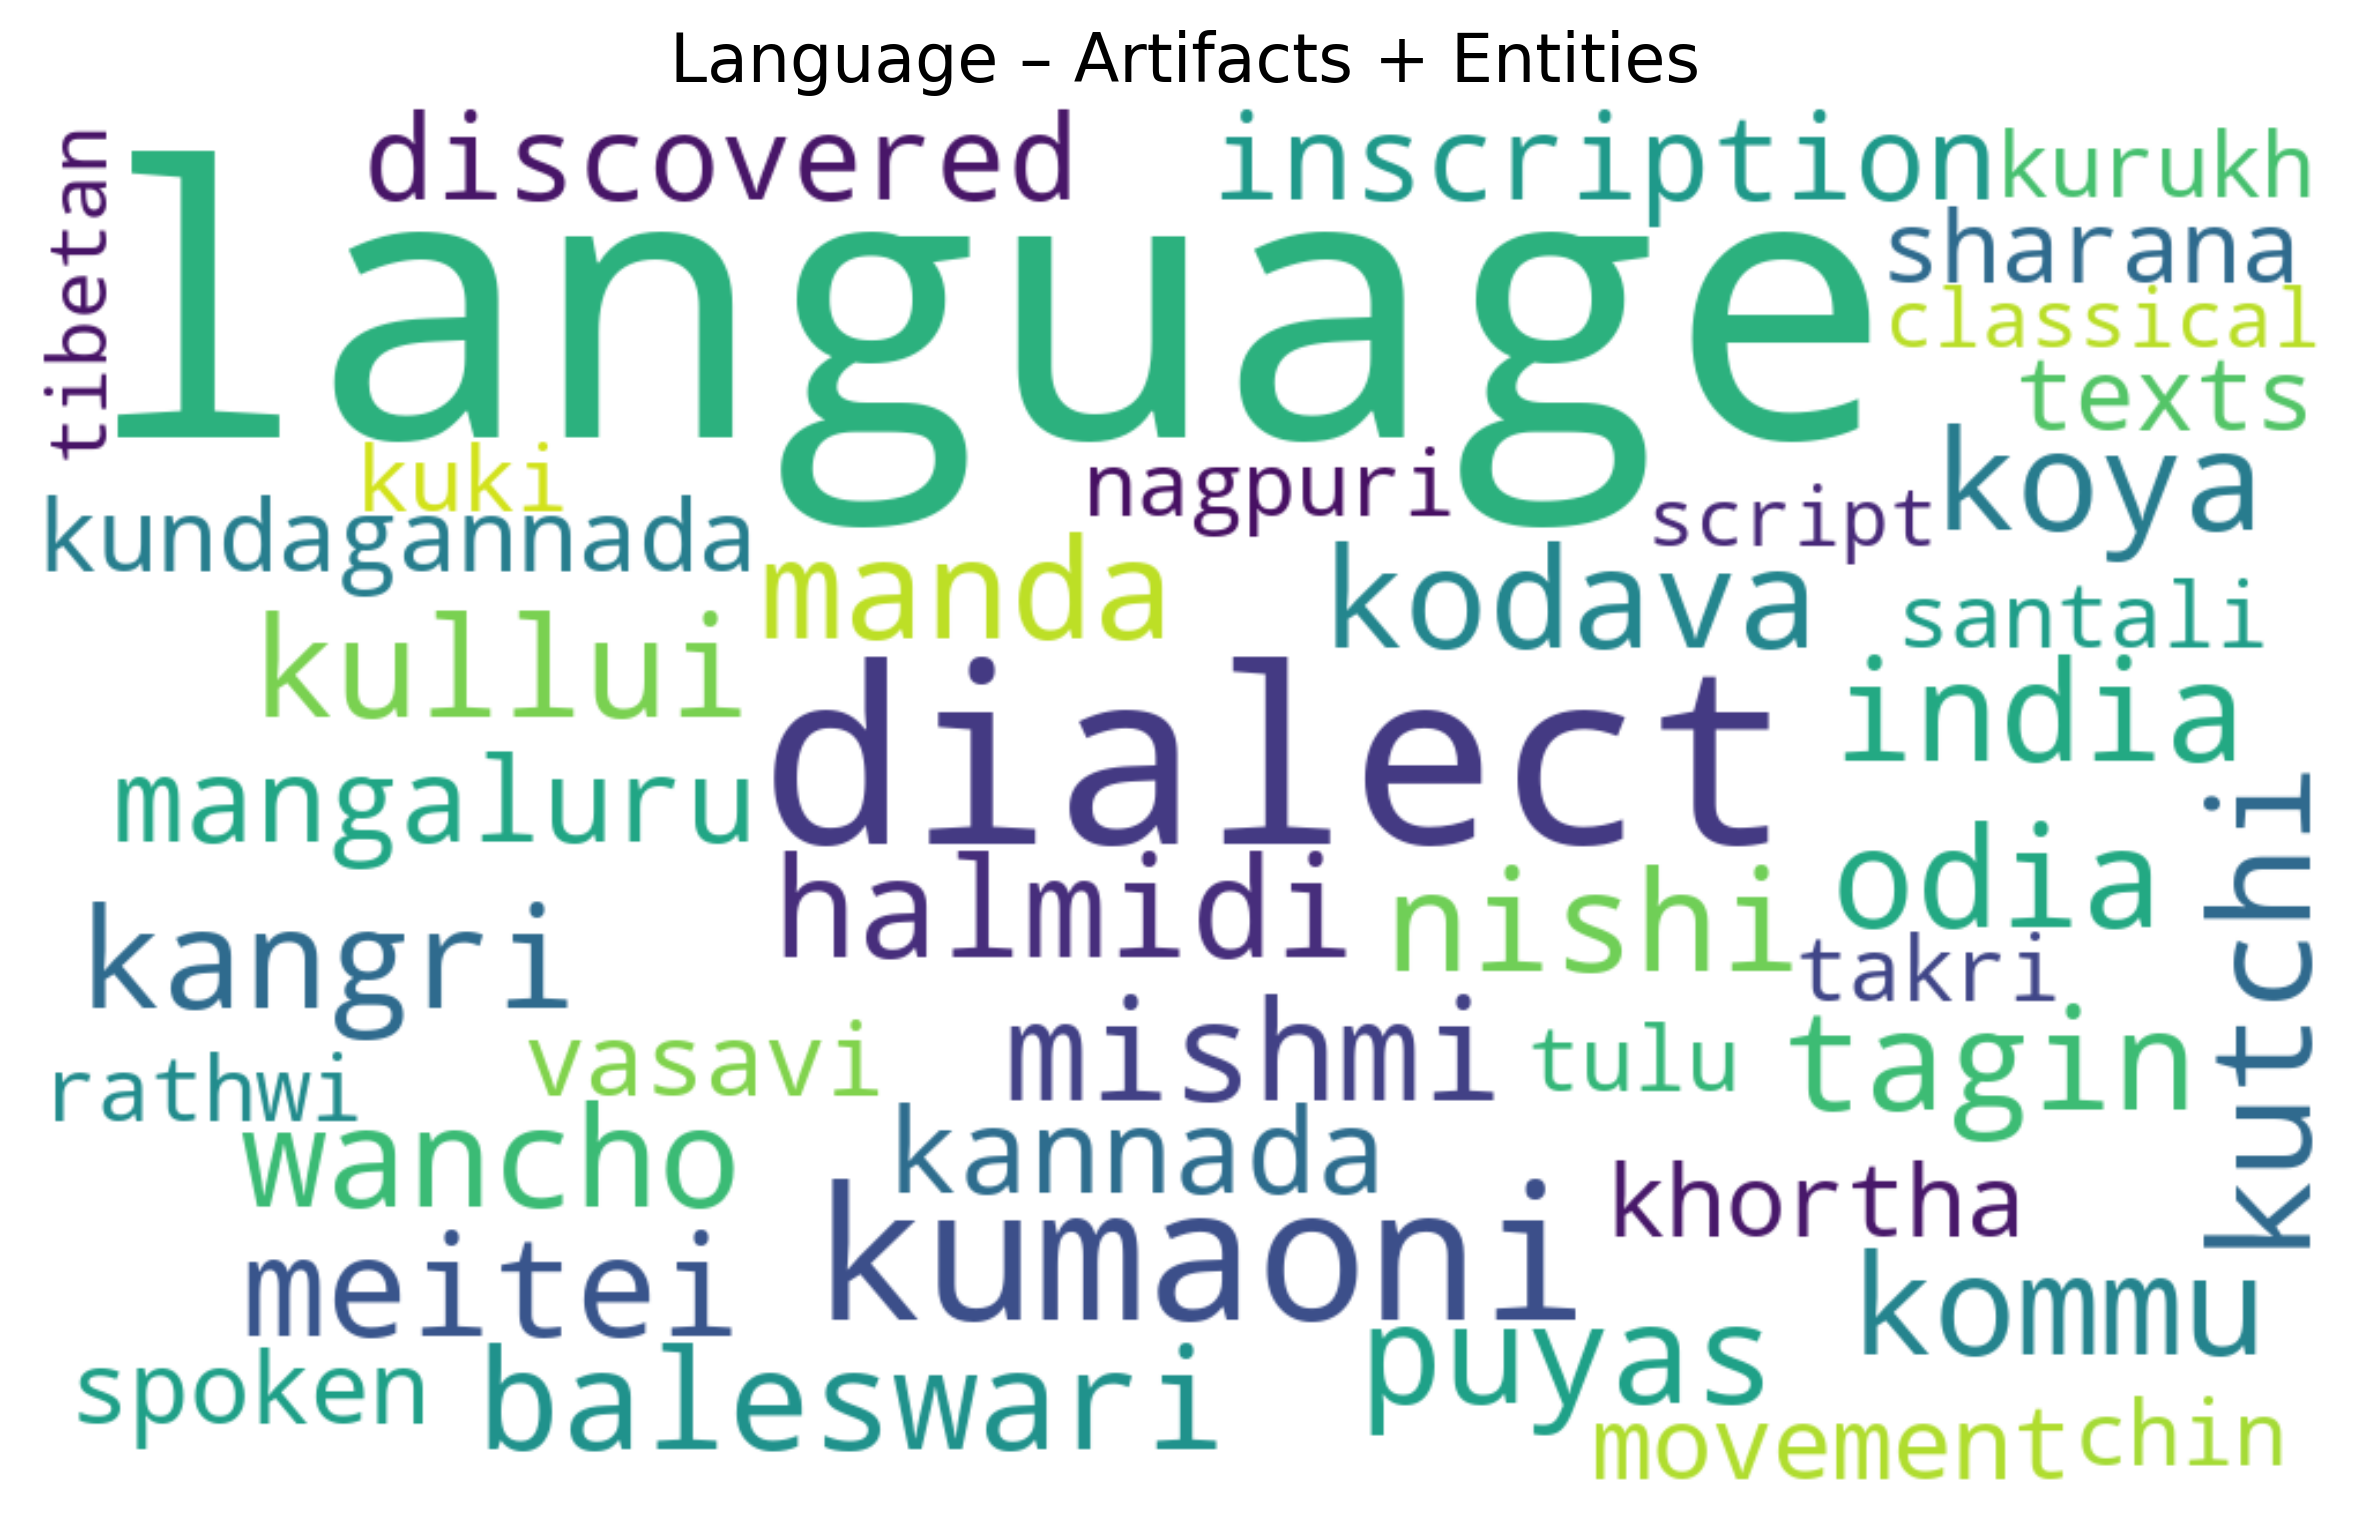 Language – Artifacts + Entities
tibetan
discovered
inscription
kurukh
language
sharana
classical
texts
kuki
nagpuri
script
koya
kundagannada
manda
kodava
santali
kullui
dialect
india
mangaluru
kutchi
halmidi
nishi
odia
kangri
takri
mishmi
vasavi
tulu
tagin
rathwi
wancho
kannada
khortha
meitei
kumaoni
kommu
spoken
baleswari
puyas
movement
chin